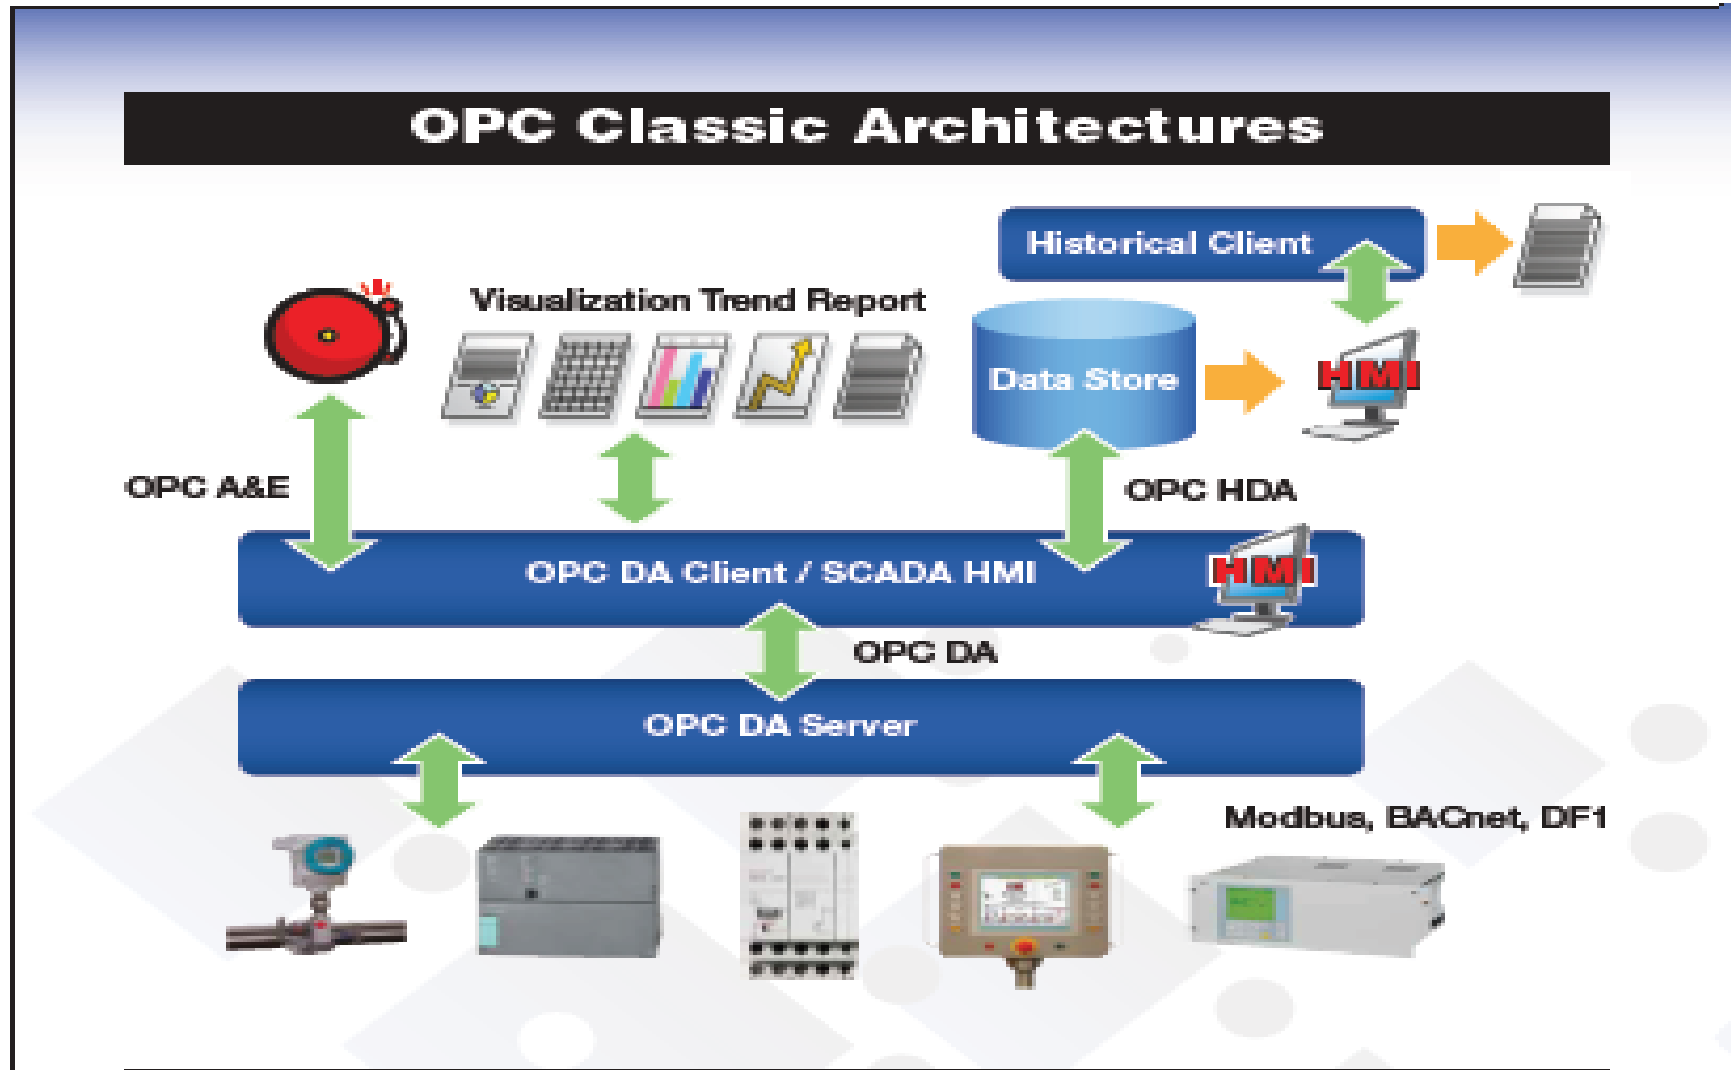 OPC Classic Architectures
Historical Client
Visualization Trend Report
Data Store
HMI
OPC A&E
OPC HDA
OPC DA Client / SCADA HMI
HMI
OPC DA
OPC DA Server
Modbus, BACnet, DF1